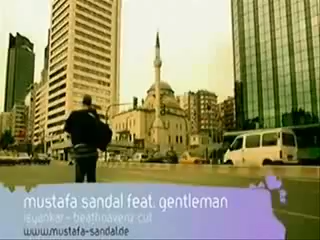 mustafa sandal feat. gentleman
isyankar - beathoavenz cut
www.mustafa-sandal.de